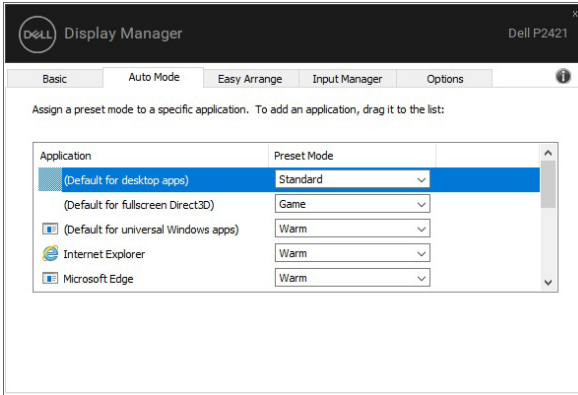 DELL Display Manager
Dell P2421
Basic Auto Mode Easy Arrange Input Manager Options
Assign a preset mode to a specific application. To add an application, drag it to the list:
Application Preset Mode
(Default for desktop apps) Standard
(Default for fullscreen Direct3D) Game
(Default for universal Windows apps) Warm
Internet Explorer Warm
Microsoft Edge Warm